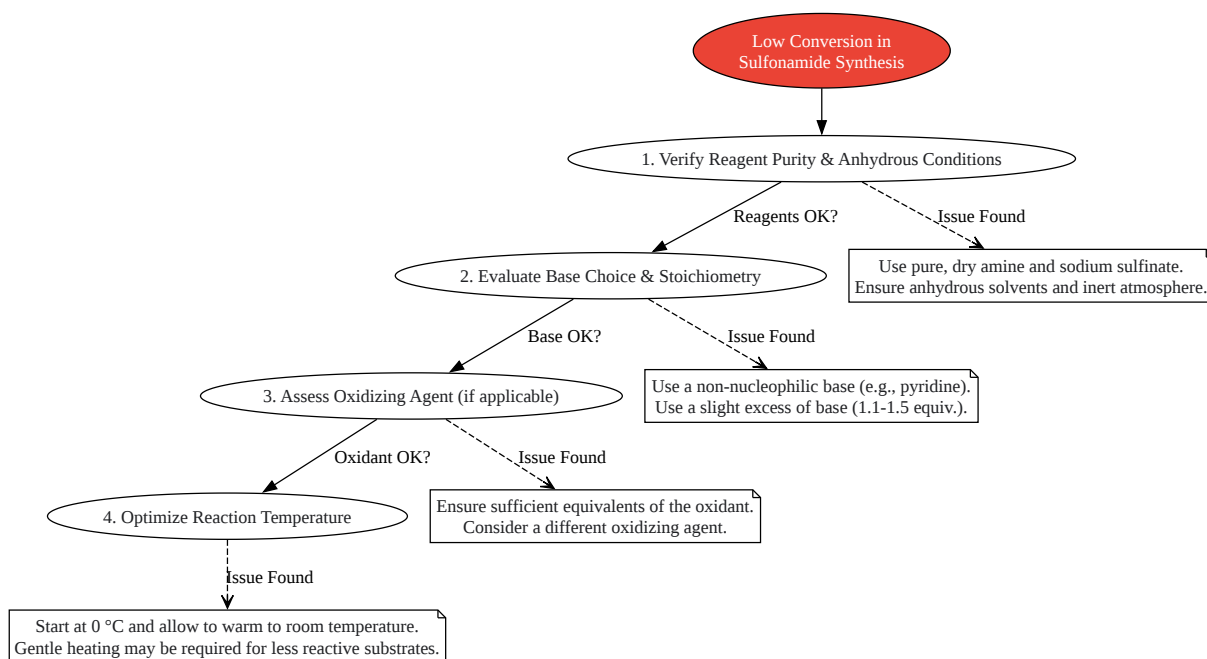 Low Conversion in
Sulfonamide Synthesis
1. Verify Reagent Purity & Anhydrous Conditions
Reagents OK?
Issue Found
Use pure, dry amine and sodium sulfinate.
Ensure anhydrous solvents and inert atmosphere.
2. Evaluate Base Choice & Stoichiometry
Base OK?
Issue Found
Use a non-nucleophilic base (e.g., pyridine).
Use a slight excess of base (1.1-1.5 equiv.).
3. Assess Oxidizing Agent (if applicable)
Oxidant OK?
Issue Found
Ensure sufficient equivalents of the oxidant.
Consider a different oxidizing agent.
4. Optimize Reaction Temperature
Issue Found
Start at 0 °C and allow to warm to room temperature.
Gentle heating may be required for less reactive substrates.